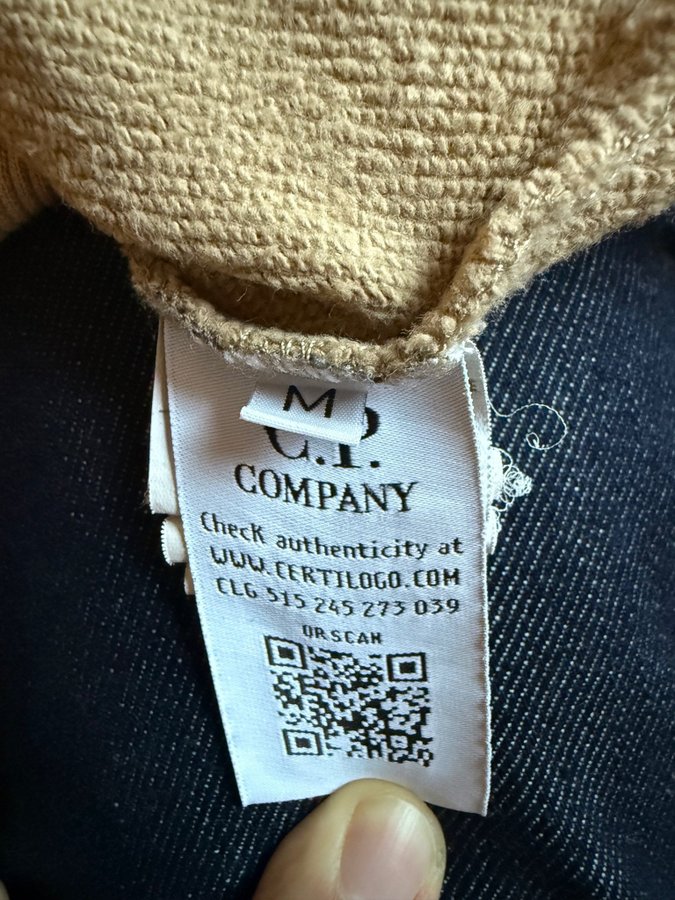 M
C.P.
COMPANY
Check authenticity at
WWW.CERTILOGO.COM
CLG 515 245 273 039
OR SCAN